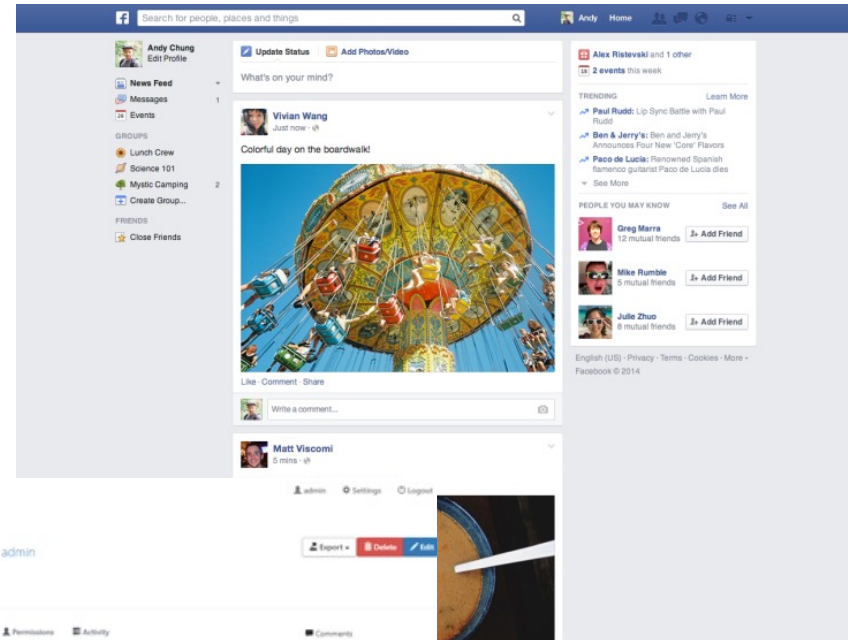 Search for people, places and things
Andy Home
Andy Chung
Edit Profile
News Feed
Messages 1
Events
GROUPS
Lunch Crew
Science 101
Mystic Camping 2
Create Group...
FRIENDS
Close Friends
Update Status Add Photos/Video
What's on your mind?
Vivian Wang
Just now ·
Colorful day on the boardwalk!
Like · Comment · Share
Write a comment...
Matt Viscomi
5 mins ·
Alex Ristevski and 1 other
2 events this week
TRENDING Learn More
Paul Rudd: Lip Sync Battle with Paul
Rudd
Ben & Jerry's: Ben and Jerry's
Announces Four New 'Core' Flavors
Paco de Lucia: Renowned Spanish
flamenco guitarist Paco de Lucia dies
See More
PEOPLE YOU MAY KNOW See All
Greg Marra
12 mutual friends
Add Friend
Mike Rumble
5 mutual friends
Add Friend
Julie Zhuo
8 mutual friends
Add Friend
English (US) · Privacy · Terms · Cookies · More
Facebook © 2014
admin Settings Logout
admin
Export Delete Edit
Permissions Activity Comments